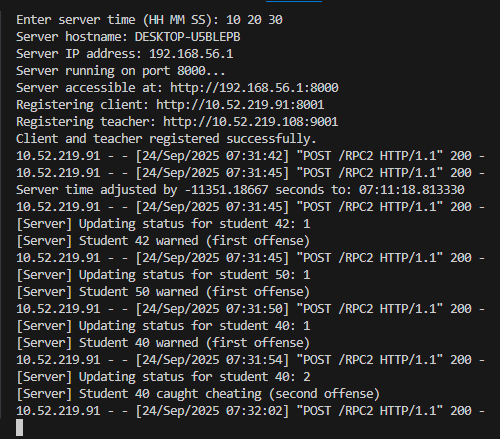 Enter server time (HH MM SS): 10 20 30
Server hostname: DESKTOP-U5BLEPB
Server IP address: 192.168.56.1
Server running on port 8000...
Server accessible at: http://192.168.56.1:8000
Registering client: http://10.52.219.91:8001
Registering teacher: http://10.52.219.108:9001
Client and teacher registered successfully.
10.52.219.91 - - [24/Sep/2025 07:31:42] "POST /RPC2 HTTP/1.1" 200 -
10.52.219.91 - - [24/Sep/2025 07:31:45] "POST /RPC2 HTTP/1.1" 200 -
Server time adjusted by -11351.18667 seconds to: 07:11:18.813330
10.52.219.91 - - [24/Sep/2025 07:31:45] "POST /RPC2 HTTP/1.1" 200 -
[Server] Updating status for student 42: 1
[Server] Student 42 warned (first offense)
10.52.219.91 - - [24/Sep/2025 07:31:45] "POST /RPC2 HTTP/1.1" 200 -
[Server] Updating status for student 50: 1
[Server] Student 50 warned (first offense)
10.52.219.91 - - [24/Sep/2025 07:31:50] "POST /RPC2 HTTP/1.1" 200 -
[Server] Updating status for student 40: 1
[Server] Student 40 warned (first offense)
10.52.219.91 - - [24/Sep/2025 07:31:54] "POST /RPC2 HTTP/1.1" 200 -
[Server] Updating status for student 40: 2
[Server] Student 40 caught cheating (second offense)
10.52.219.91 - - [24/Sep/2025 07:32:02] "POST /RPC2 HTTP/1.1" 200 -